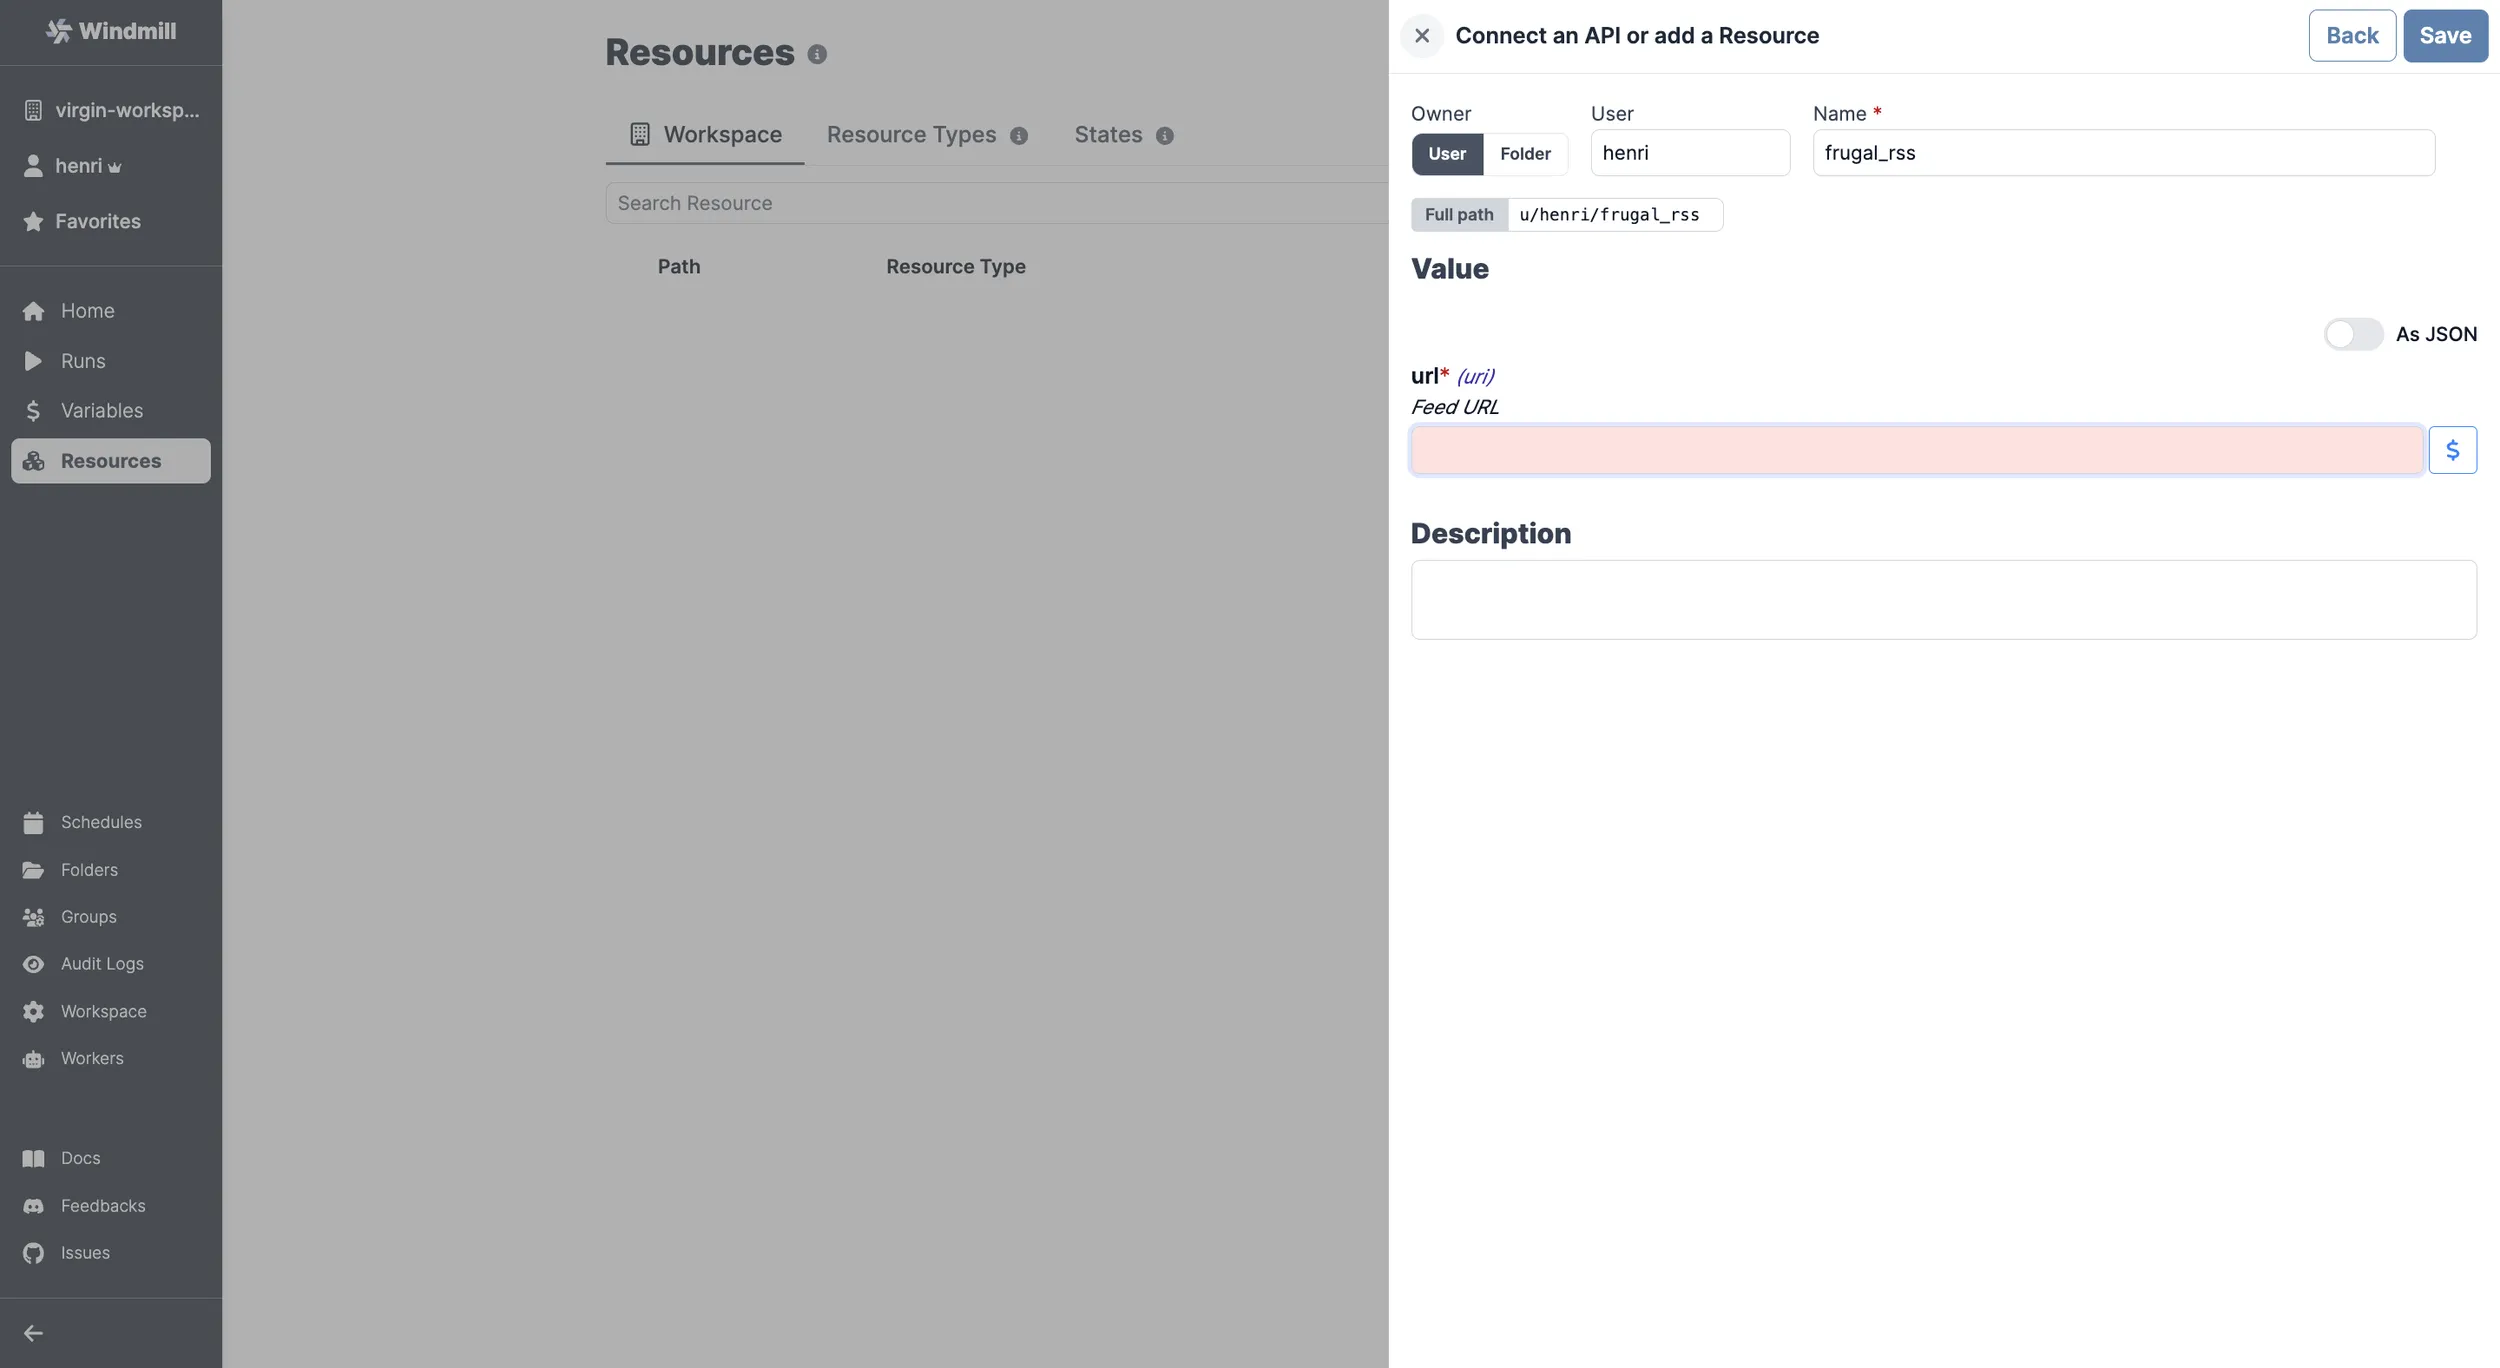 Windmill
virgin-worksp...
henri
Favorites
Home
Runs
Variables
Resources
Schedules
Folders
Groups
Audit Logs
Workspace
Workers
Docs
Feedbacks
Issues
Resources
Workspace
Resource Types
States
Search Resource
Path
Resource Type
Connect an API or add a Resource
Back
Save
Owner
User
Name *
User
Folder
henri
frugal_rss
Full path
u/henri/frugal_rss
Value
As JSON
url* (uri)
Feed URL
$
Description